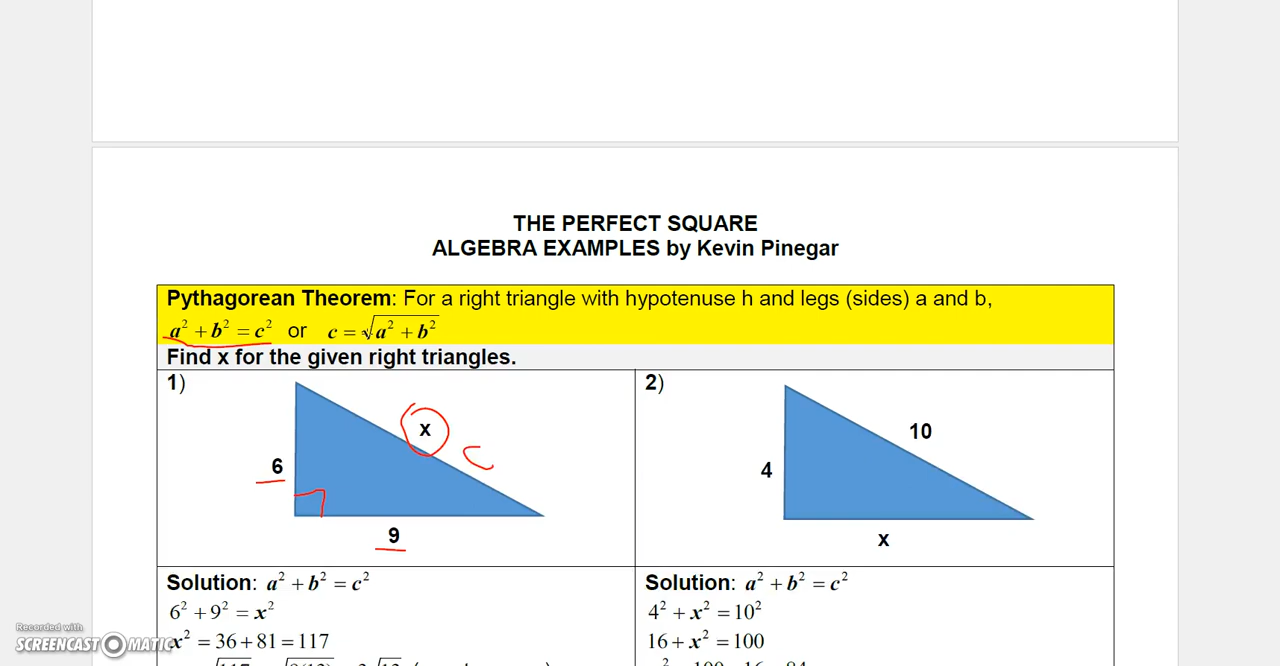 THE PERFECT SQUARE
ALGEBRA EXAMPLES by Kevin Pinegar
Pythagorean Theorem: For a right triangle with hypotenuse h and legs (sides) a and b,
a² + b² = c² or c = √(a² + b²)
Find x for the given right triangles.
1)
x
c
6
9
2)
10
4
x
Solution: a² + b² = c²
6² + 9² = x²
x² = 36 + 81 = 117
Solution: a² + b² = c²
4² + x² = 10²
16 + x² = 100
Recorded with
SCREENCAST MATIC